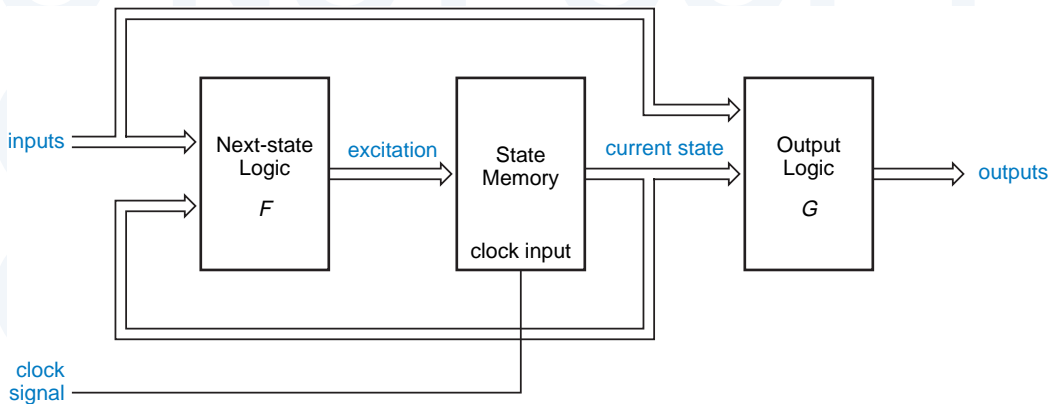 inputs
Next-state
Logic
F
excitation
State
Memory
clock input
current state
Output
Logic
G
outputs
clock
signal